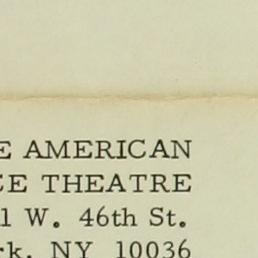 E AMERICAN
CE THEATRE
1 W. 46th St.
rk, NY 10036